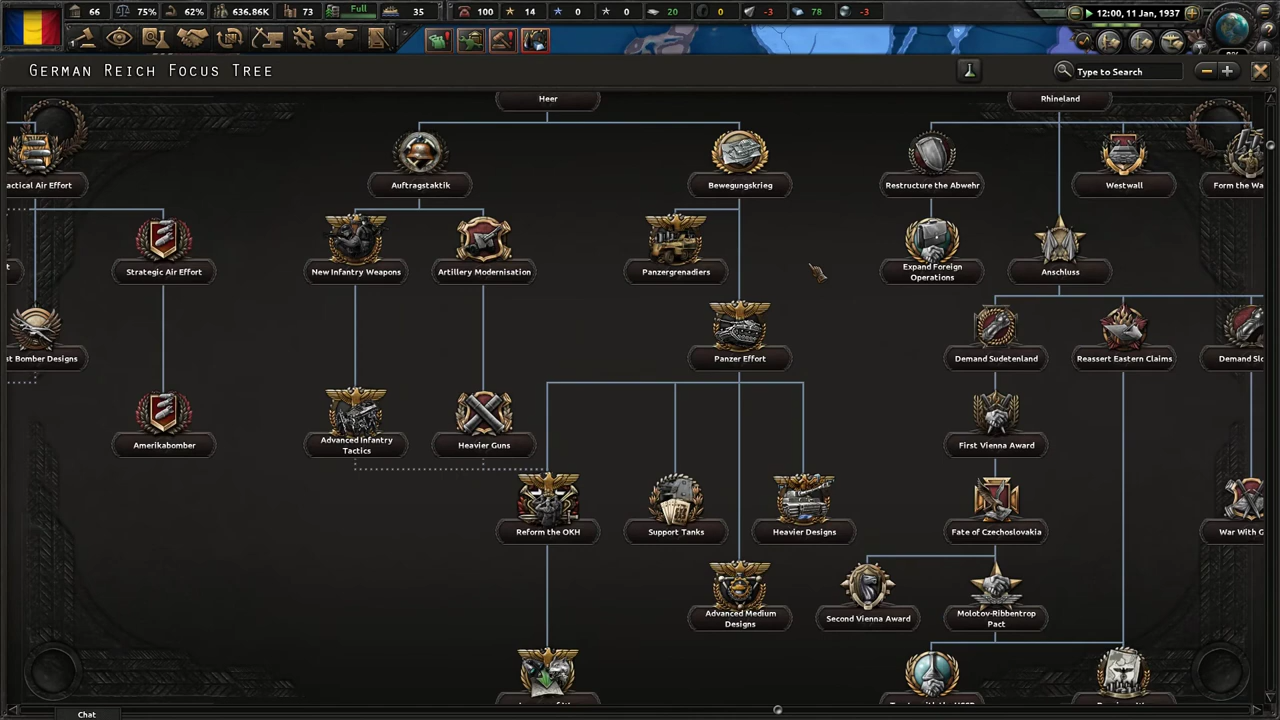 66 75% 62% 636.86K 73 Full 35 100 14 0 0 20 0 -3 78 -3 12:00, 11 Jan, 1937
German Reich Focus Tree
Type to Search
Heer
Rhineland
actical Air Effort
Auftragstaktik
Bewegungskrieg
Restructure the Abwehr
Westwall
Form the Wa
Strategic Air Effort
New Infantry Weapons
Artillery Modernisation
Panzergrenadiers
Expand Foreign
Operations
Anschluss
st Bomber Designs
Panzer Effort
Demand Sudetenland
Reassert Eastern Claims
Demand Slo
Amerikabomber
Advanced Infantry
Tactics
Heavier Guns
First Vienna Award
Reform the OKH
Support Tanks
Heavier Designs
Fate of Czechoslovakia
War With G
Advanced Medium
Designs
Second Vienna Award
Molotov-Ribbentrop
Pact
Chat